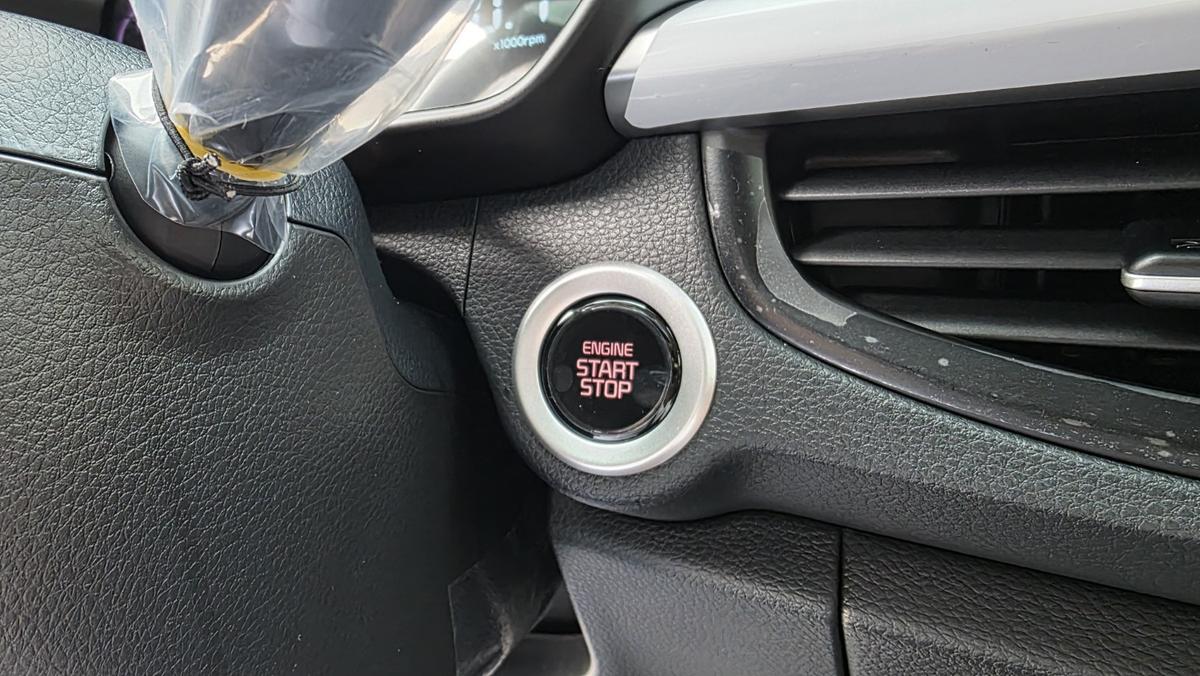 x1000rpm
ENGINE
START
STOP